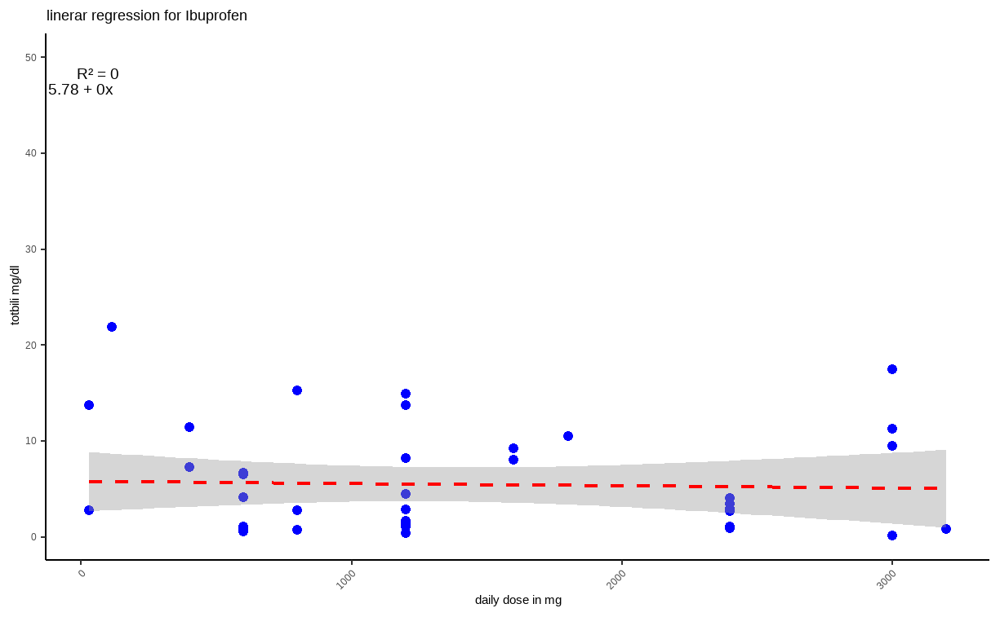 linerar regression for Ibuprofen
50
R² = 0
5.78 + 0x
40
30
20
10
0
totbili mg/dl
0
1000
2000
3000
daily dose in mg